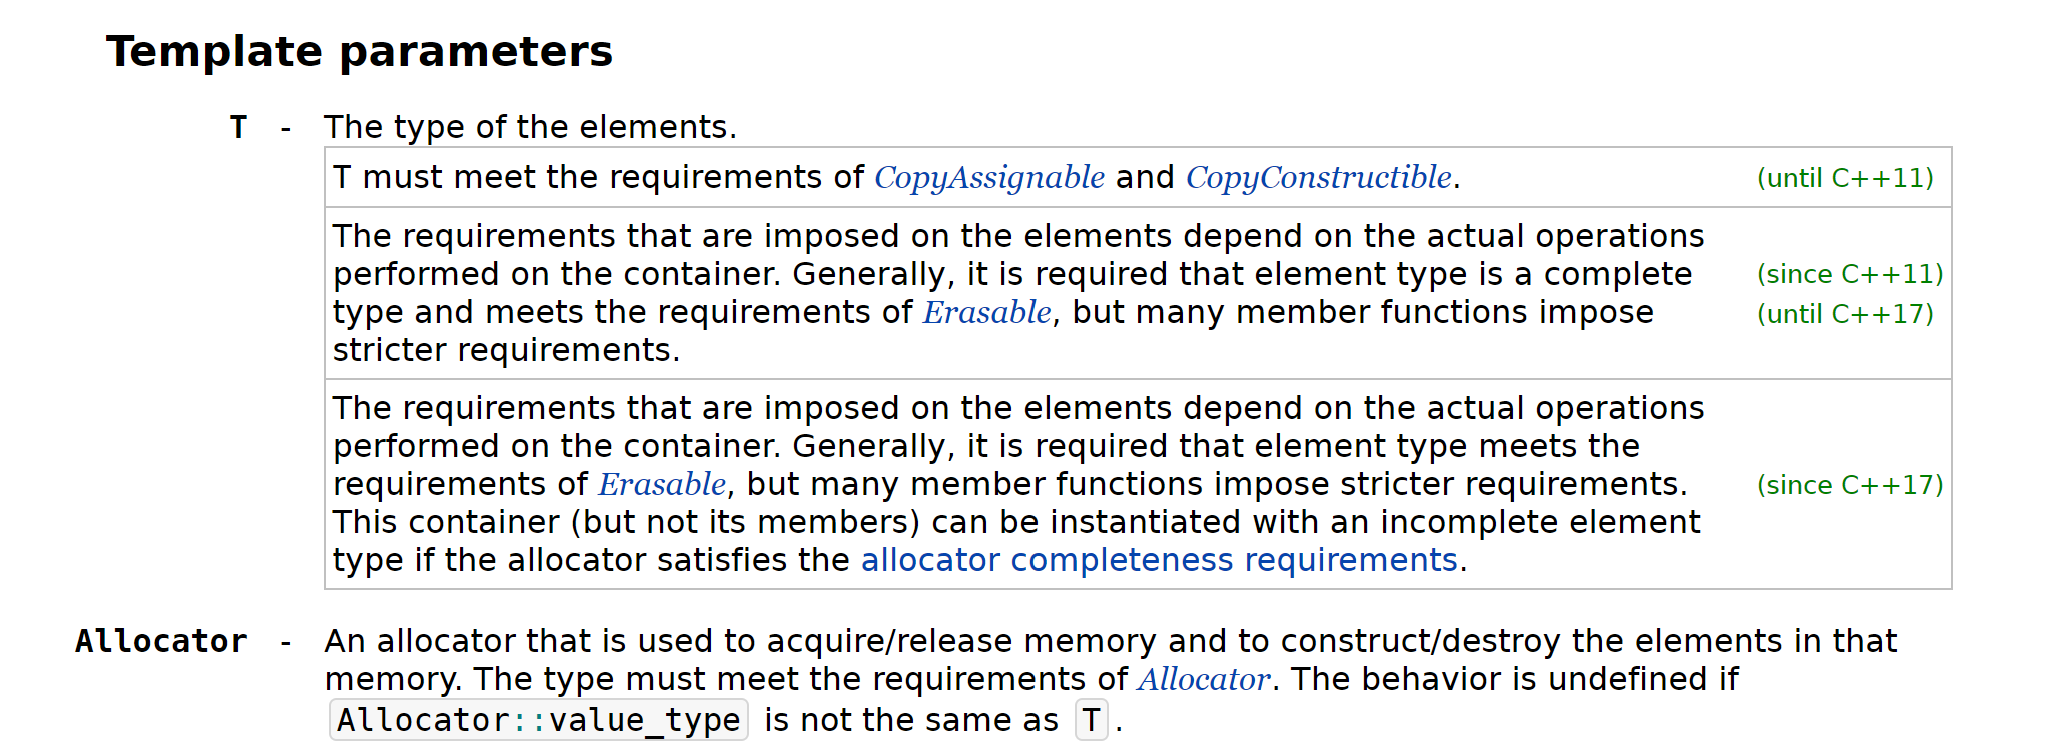 Template parameters
T - The type of the elements.
T must meet the requirements of CopyAssignable and CopyConstructible. (until C++11)
The requirements that are imposed on the elements depend on the actual operations
performed on the container. Generally, it is required that element type is a complete (since C++11)
type and meets the requirements of Erasable, but many member functions impose (until C++17)
stricter requirements.
The requirements that are imposed on the elements depend on the actual operations
performed on the container. Generally, it is required that element type meets the
requirements of Erasable, but many member functions impose stricter requirements. (since C++17)
This container (but not its members) can be instantiated with an incomplete element
type if the allocator satisfies the allocator completeness requirements.
Allocator - An allocator that is used to acquire/release memory and to construct/destroy the elements in that
memory. The type must meet the requirements of Allocator. The behavior is undefined if
Allocator::value_type is not the same as T.